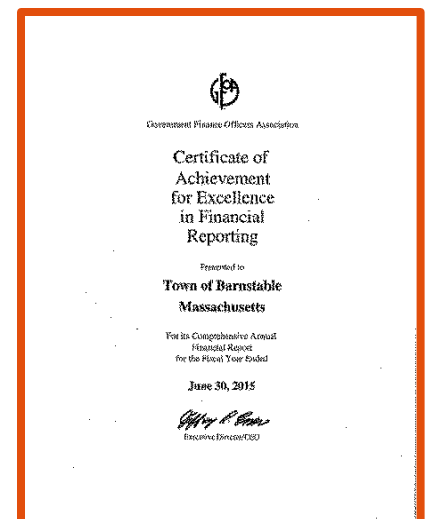 Government Finance Officers Association
Certificate of
Achievement
for Excellence
in Financial
Reporting
Presented to
Town of Barnstable
Massachusetts
For its Comprehensive Annual
Financial Report
for the Fiscal Year Ended
June 30, 2015
Executive Director/CEO